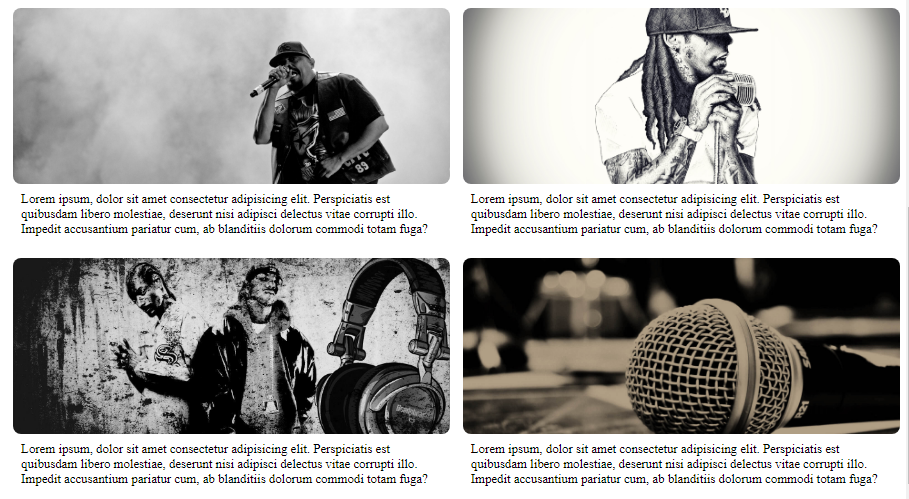 89
Lorem ipsum, dolor sit amet consectetur adipisicing elit. Perspiciatis est
quibusdam libero molestiae, deserunt nisi adipisci delectus vitae corrupti illo.
Impedit accusantium pariatur cum, ab blanditiis dolorum commodi totam fuga?
Lorem ipsum, dolor sit amet consectetur adipisicing elit. Perspiciatis est
quibusdam libero molestiae, deserunt nisi adipisci delectus vitae corrupti illo.
Impedit accusantium pariatur cum, ab blanditiis dolorum commodi totam fuga?
Lorem ipsum, dolor sit amet consectetur adipisicing elit. Perspiciatis est
quibusdam libero molestiae, deserunt nisi adipisci delectus vitae corrupti illo.
Impedit accusantium pariatur cum, ab blanditiis dolorum commodi totam fuga?
Lorem ipsum, dolor sit amet consectetur adipisicing elit. Perspiciatis est
quibusdam libero molestiae, deserunt nisi adipisci delectus vitae corrupti illo.
Impedit accusantium pariatur cum, ab blanditiis dolorum commodi totam fuga?